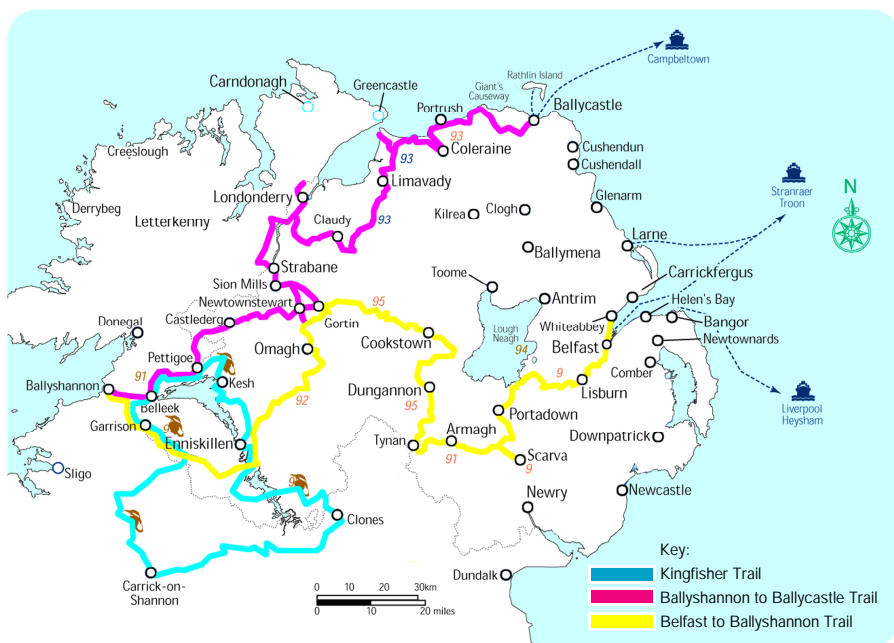 Campbeltown
Rathlin Island
Carndonagh
Greencastle
Giant's
Causeway
Portrush
Ballycastle
93
Coleraine
93
Cushendun
Cushendall
Creeslough
Limavady
Stranraer
Troon
N
Londonderry
Derrybeg
Letterkenny
Claudy
93
Kilrea
Clogh
Glenarm
Larne
Ballymena
Strabane
Toome
Carrickfergus
Sion Mills
Newtownstewart
Antrim
Helen's Bay
95
Castlederg
Gortin
Whiteabbey
Bangor
Donegal
Cookstown
Lough
Neagh
94
Belfast
Newtownards
Omagh
Pettigoe
Comber
91
Kesh
9
Lisburn
Ballyshannon
Dungannon
Liverpool
Heysham
Belleek
92
95
Portadown
Garrison
Armagh
Enniskillen
Tynan
Downpatrick
91
Scarva
9
Sligo
Newry
Newcastle
Clones
Key:
Dundalk
Kingfisher Trail
Carrick-on-
Shannon
0 10 20 30km
0 10 20 miles
Ballyshannon to Ballycastle Trail
Belfast to Ballyshannon Trail